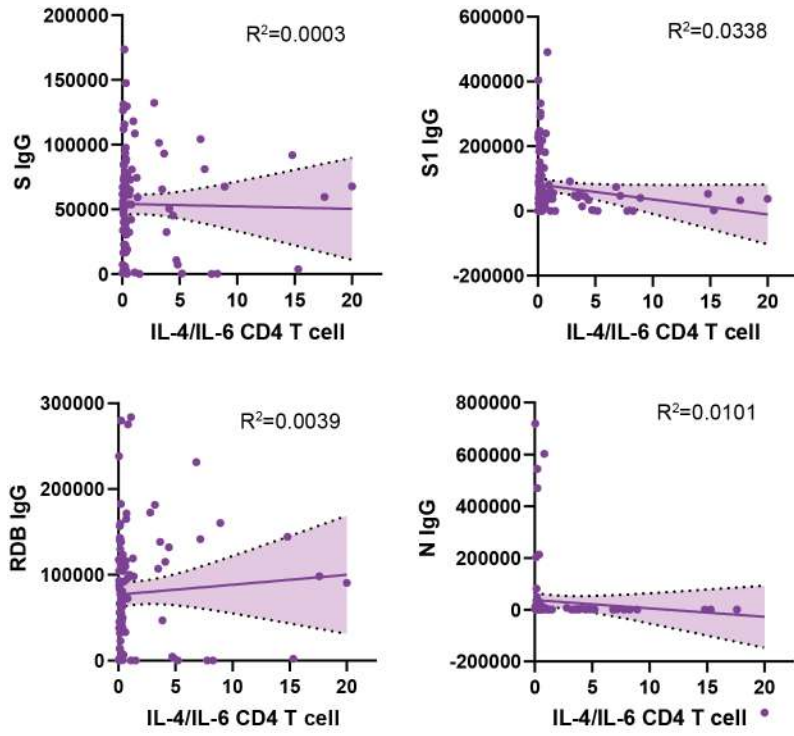 R²=0.0003
200000
150000
100000
50000
0
S IgG
0 5 10 15 20
IL-4/IL-6 CD4 T cell
R²=0.0338
600000
400000
200000
0
-200000
S1 IgG
0 5 10 15 20
IL-4/IL-6 CD4 T cell
R²=0.0039
300000
200000
100000
0
RDB IgG
0 5 10 15 20
IL-4/IL-6 CD4 T cell
R²=0.0101
800000
600000
400000
200000
0
-200000
N IgG
0 5 10 15 20
IL-4/IL-6 CD4 T cell